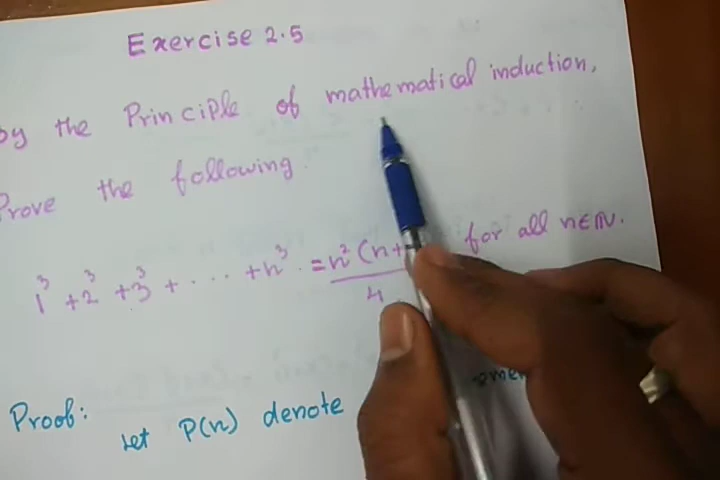 Exercise 2.5
by the Principle of mathematical induction,
Prove the following
1³ + 2³ + 3³ + ... + n³ = n² (n+ / 4 for all n∈ℕ.
Proof: Let P(n) denote